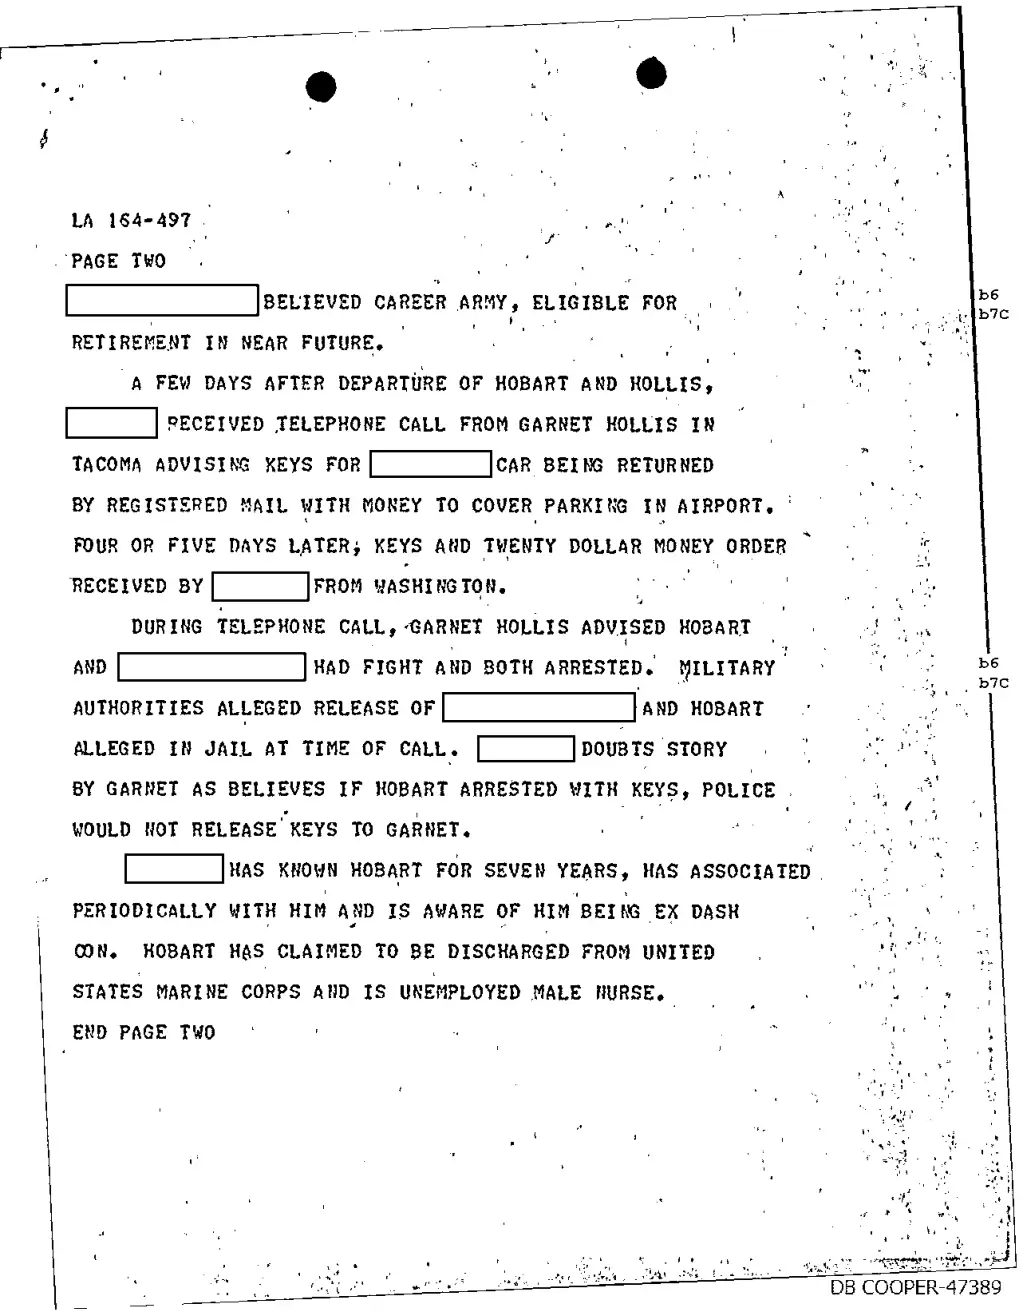 LA 164-497
PAGE TWO
BELIEVED CAREER ARMY, ELIGIBLE FOR
b6
b7C
RETIREMENT IN NEAR FUTURE.
A FEW DAYS AFTER DEPARTURE OF HOBART AND HOLLIS,
RECEIVED TELEPHONE CALL FROM GARNET HOLLIS IN
TACOMA ADVISING KEYS FOR CAR BEING RETURNED
BY REGISTERED MAIL WITH MONEY TO COVER PARKING IN AIRPORT.
FOUR OR FIVE DAYS LATER, KEYS AND TWENTY DOLLAR MONEY ORDER
RECEIVED BY FROM WASHINGTON.
DURING TELEPHONE CALL, GARNET HOLLIS ADVISED HOBART
AND HAD FIGHT AND BOTH ARRESTED. MILITARY
b6
b7C
AUTHORITIES ALLEGED RELEASE OF AND HOBART
ALLEGED IN JAIL AT TIME OF CALL. DOUBTS STORY
BY GARNET AS BELIEVES IF HOBART ARRESTED WITH KEYS, POLICE
WOULD NOT RELEASE KEYS TO GARNET.
HAS KNOWN HOBART FOR SEVEN YEARS, HAS ASSOCIATED
PERIODICALLY WITH HIM AND IS AWARE OF HIM BEING EX DASH
CON. HOBART HAS CLAIMED TO BE DISCHARGED FROM UNITED
STATES MARINE CORPS AND IS UNEMPLOYED MALE NURSE.
END PAGE TWO
DB COOPER-47389